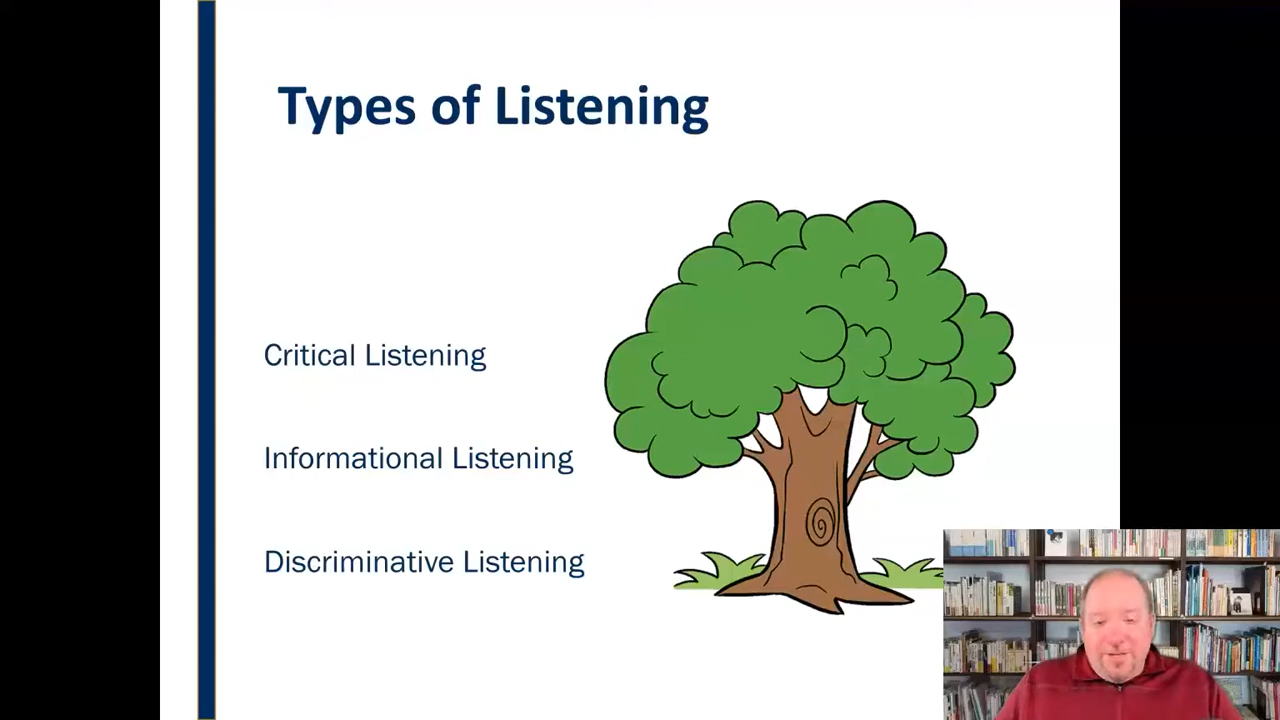 Types of Listening
Critical Listening
Informational Listening
Discriminative Listening